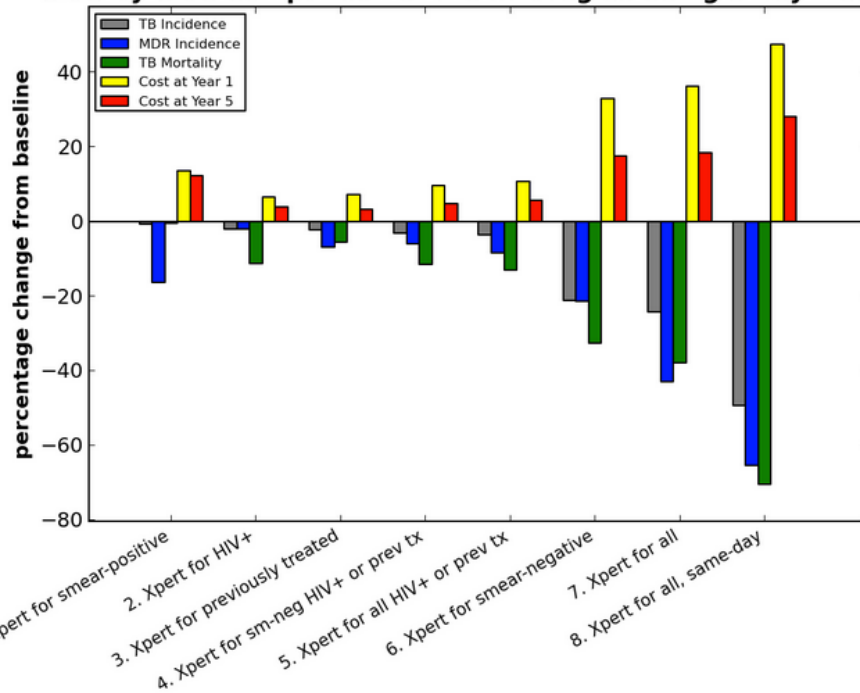 TB Incidence
MDR Incidence
TB Mortality
Cost at Year 1
Cost at Year 5
percentage change from baseline
40
20
0
−20
−40
−60
−80
for smear-positive
2. Xpert for HIV+
3. Xpert for previously treated
4. Xpert for sm-neg HIV+ or prev tx
5. Xpert for all HIV+ or prev tx
6. Xpert for smear-negative
7. Xpert for all
8. Xpert for all, same-day